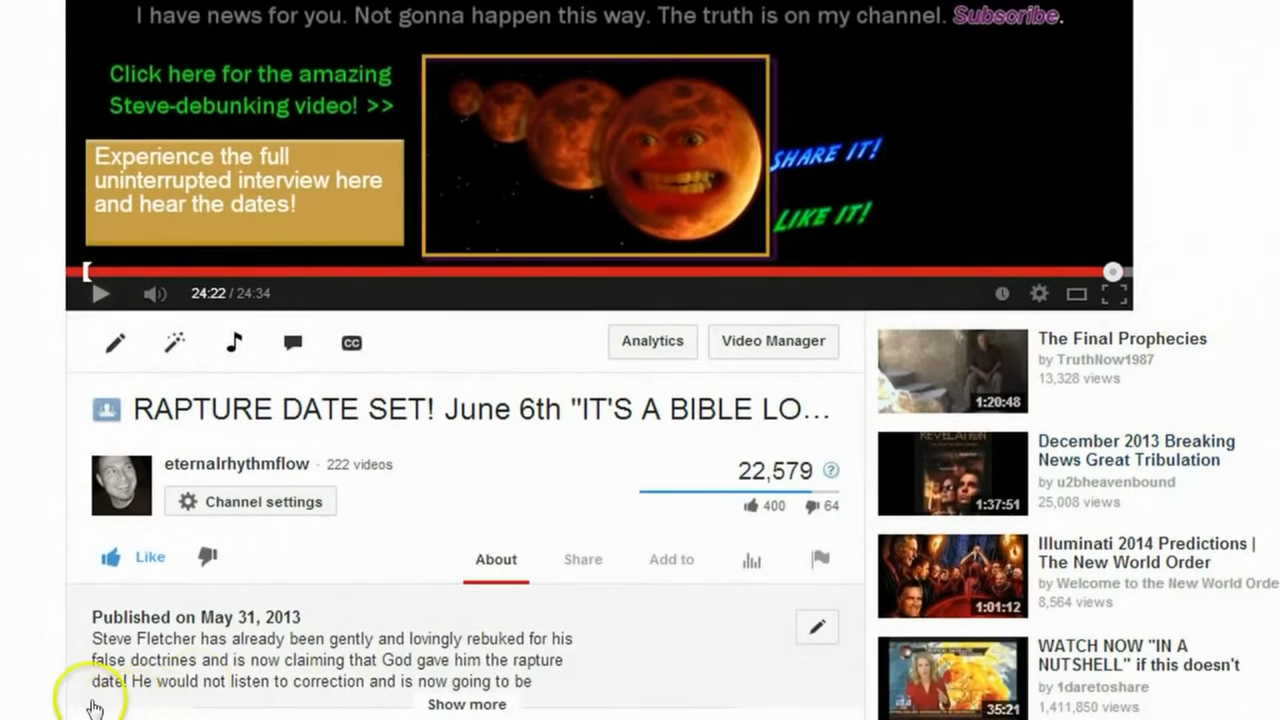 I have news for you. Not gonna happen this way. The truth is on my channel. Subscribe.
Click here for the amazing
Steve-debunking video! >>
Experience the full
uninterrupted interview here
and hear the dates!
SHARE IT!
LIKE IT!
24:22 / 24:34
CC
Analytics
Video Manager
RAPTURE DATE SET! June 6th "IT'S A BIBLE LO...
eternalrhythmflow · 222 videos
Channel settings
22,579
400
64
Like
About
Share
Add to
Published on May 31, 2013
Steve Fletcher has already been gently and lovingly rebuked for his
false doctrines and is now claiming that God gave him the rapture
date! He would not listen to correction and is now going to be
Show more
The Final Prophecies
by TruthNow1987
13,328 views
1:20:48
December 2013 Breaking
News Great Tribulation
by u2bheavenbound
25,008 views
REVELATION
1:37:51
Illuminati 2014 Predictions |
The New World Order
by Welcome to the New World Orde
8,564 views
1:01:12
WATCH NOW "IN A
NUTSHELL" if this doesn't
by 1daretoshare
1,411,850 views
35:21